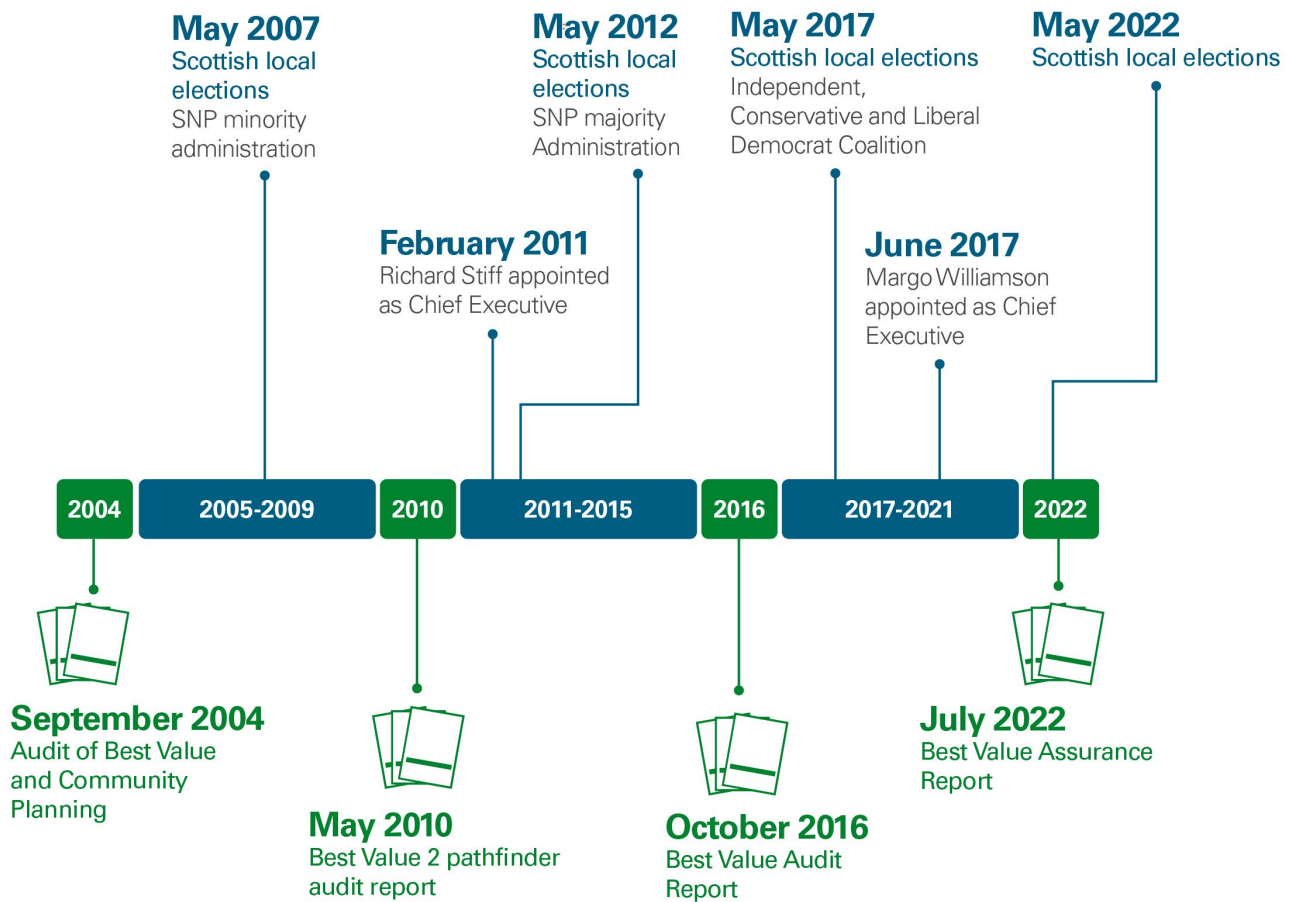 May 2007
Scottish local
elections
SNP minority
administration
May 2012
Scottish local
elections
SNP majority
Administration
May 2017
Scottish local elections
Independent,
Conservative and Liberal
Democrat Coalition
May 2022
Scottish local elections
February 2011
Richard Stiff appointed
as Chief Executive
June 2017
Margo Williamson
appointed as Chief
Executive
2004
2005-2009
2010
2011-2015
2016
2017-2021
2022
September 2004
Audit of Best Value
and Community
Planning
May 2010
Best Value 2 pathfinder
audit report
October 2016
Best Value Audit
Report
July 2022
Best Value Assurance
Report